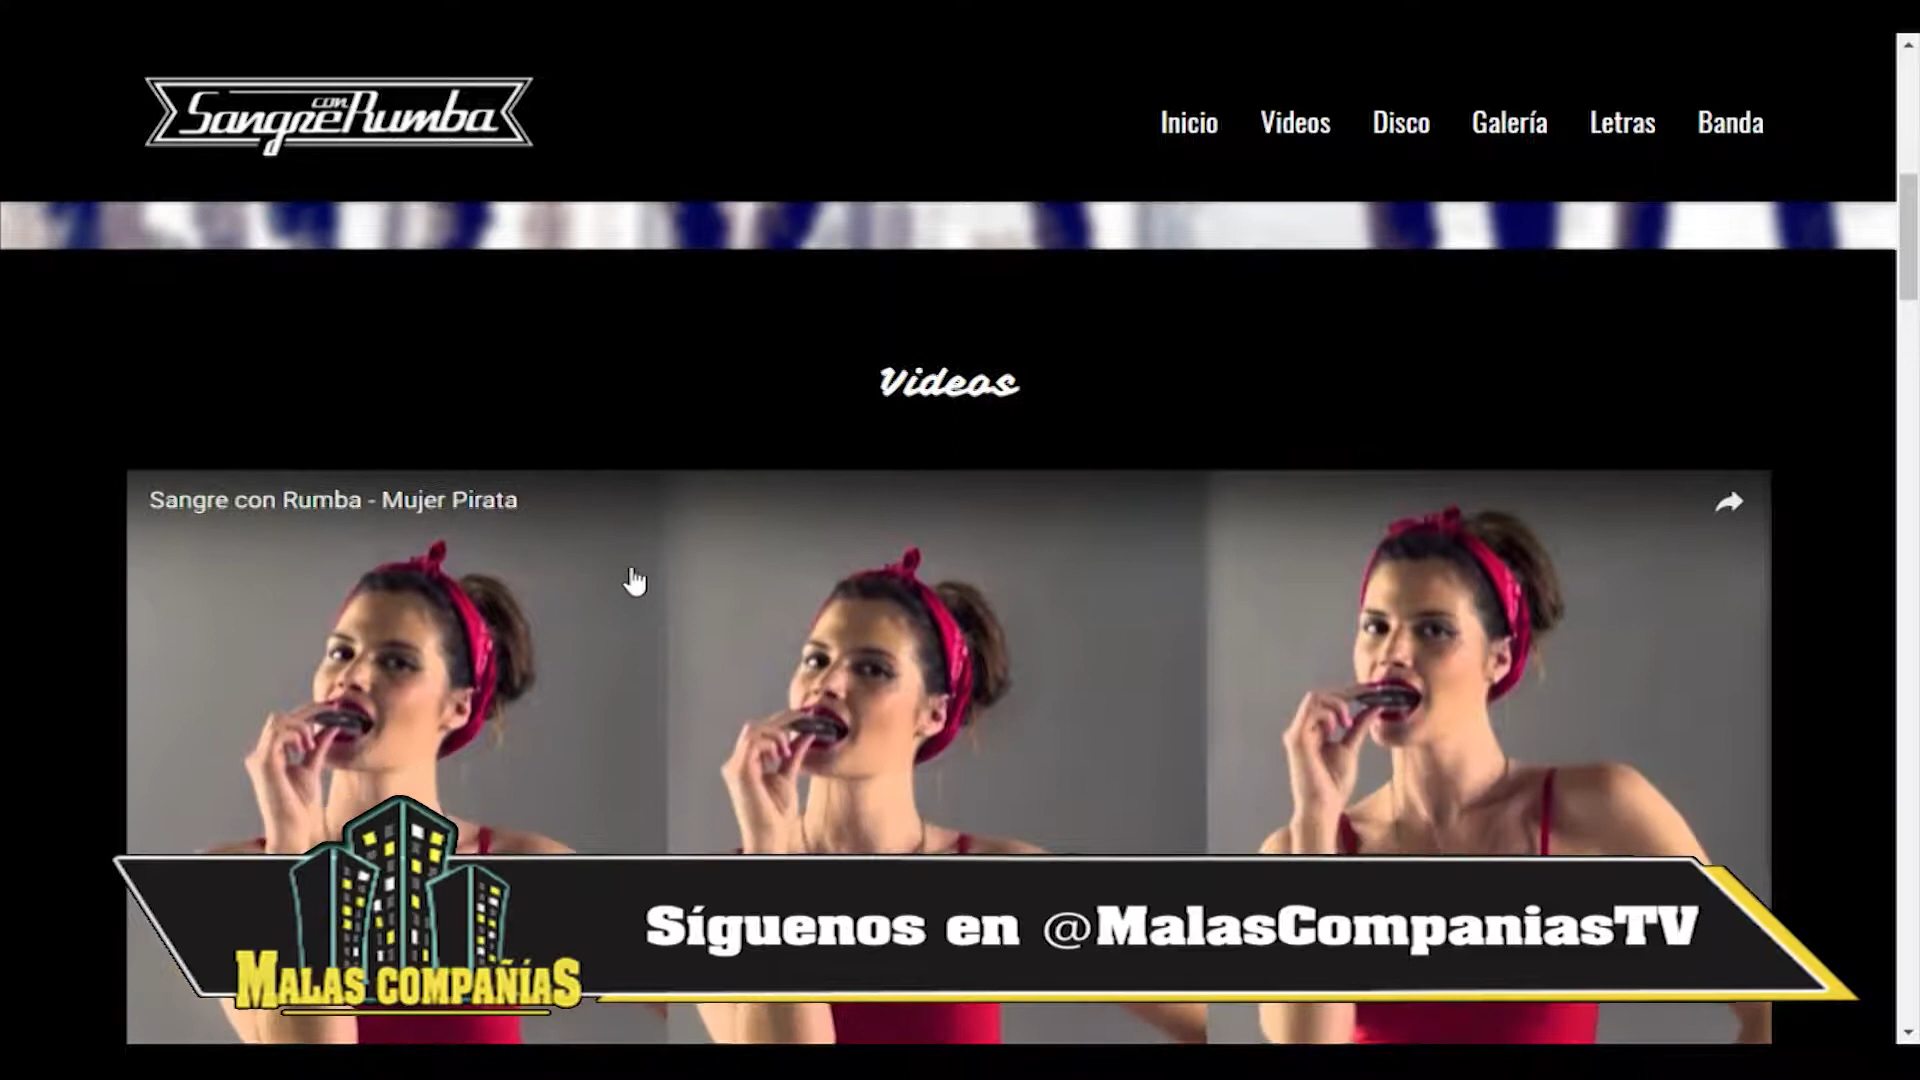 Sangre con Rumba
Inicio Videos Disco Galería Letras Banda
Videos
Sangre con Rumba - Mujer Pirata
Síguenos en @MalasCompaniasTV
MALAS COMPAÑÍAS